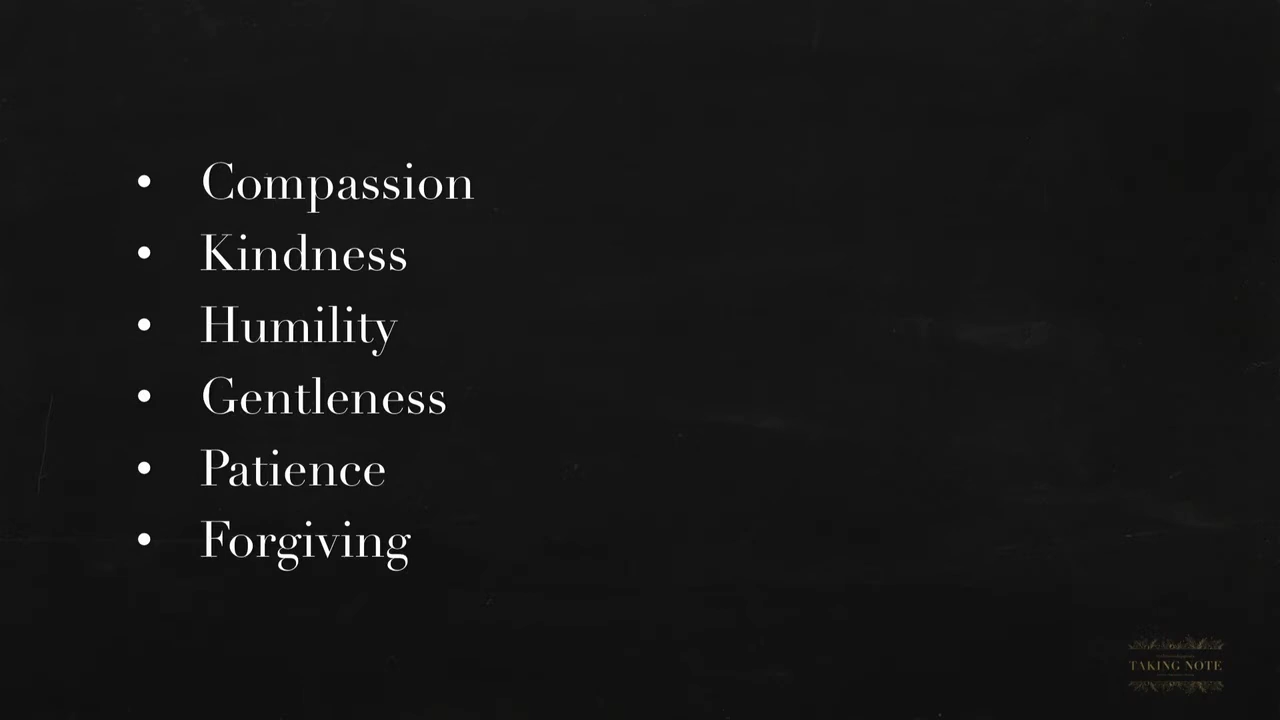 • Compassion
• Kindness
• Humility
• Gentleness
• Patience
• Forgiving
TAKING NOTE